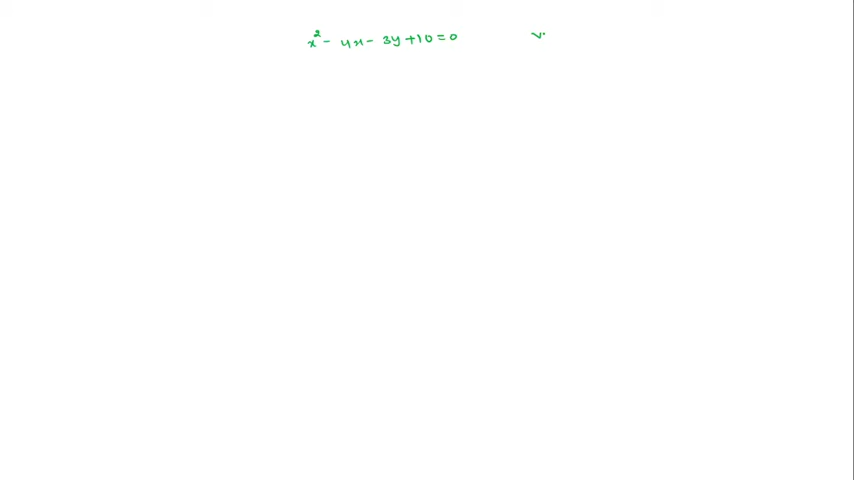 x² - 4x - 3y + 10 = 0